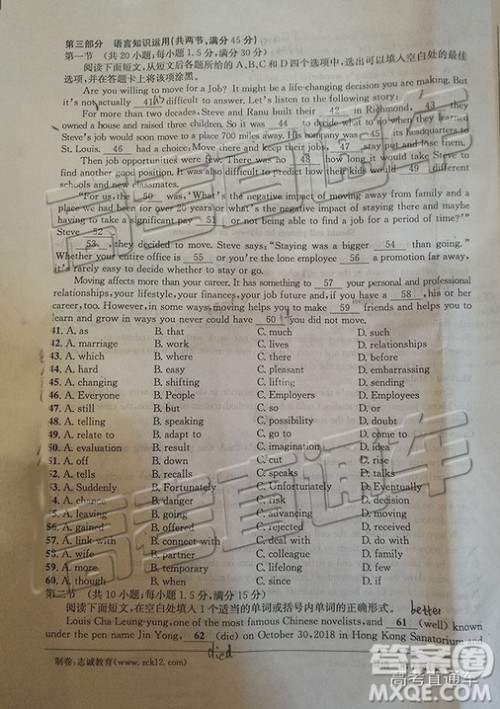 第三部分 语言知识运用(共两节,满分45分)
第一节 (共20小题,每小题1.5分,满分30分)
阅读下面短文,从短文后各题所给的A、B、C和D四个选项中,选出可以填入空白处的最佳
选项,并在答题卡上将该项涂黑。
Are you willing to move for a Job? It might be a life-changing decision you are making. But
it's not actually 41 difficult to answer. Let's listen to the following story.
For more than two decades, Steve and Ranu built their 42 in Richmond, 43 they
owned a house and raised their children. So it was 44 to decide what to do when they learned
Steve's job would soon move to a place 700 miles away. His company was 45 its headquarters to
St. Louis. 46 had a choice: Move there and keep their jobs, 47 stay put and lose them.
Then job opportunities were few. There was no 48 how long it would take Steve to
find another good position. It was also difficult to predict how their kids would 49 different
schools and new classmates.
"For us, the 50 was, 'What's the negative impact of moving away from family and a
place we had been for over 20 years or what's the negative impact of staying there and maybe
having to take a significant pay 51 or not being able to find a job for a period of time?'"
Steve 52 .
53 , they decided to move. Steve says: "Staying was a bigger 54 than going."
Whether your entire office is 55 or you're the lone employee 56 a promotion far away,
it's rarely easy to decide whether to stay or go.
Moving affects more than your career. It has something to 57 your personal and professional
relationships, your lifestyle, your finances, your job future and, if you have a 58 , his or her
career, too. However, in some ways, moving helps you to make 59 friends and helps you to
learn and grow in ways you never could have 60 you did not move.
41. A. as B. that C. much D. such
42. A. marriage B. work C. lives D. relationships
43. A. which B. where C. when D. there
44. A. hard B. easy C. pleasant D. embarrassing
45. A. changing B. shifting C. lifting D. sending
46. A. Everyone B. People C. Employers D. Employees
47. A. still B. but C. so D. or
48. A. telling B. speaking C. possibility D. doubt
49. A. relate to B. adapt to C. go to D. come to
50. A. evaluation B. result C. imagination D. idea
51. A. off B. down C. cut D. rise
52. A. tells B. recalls C. speaks D. talks
53. A. Suddenly B. Fortunately C. Unfortunately D. Eventually
54. A. chance B. danger C. risk D. challenge
55. A. leaving B. going C. advancing D. moving
56. A. gained B. offered C. rejected D. received
57. A. link with B. connect with C. deal with D. do with
58. A. wife B. partner C. colleague D. family
59. A. more B. temporary C. lifelong D. few
60. A. though B. when C. if D. because
第二节 (共10小题,每小题1.5分,满分15分)
阅读下面短文,在空白处填入1个适当的单词或括号内单词的正确形式。
better
Louis Cha Leung-yung, one of the most famous Chinese novelists, and 61 (well) known
under the pen name Jin Yong, 62 (die) on October 30, 2018 in Hong Kong Sanatorium and
died
制卷:志诚教育(www.zck12.com)
高考直通车
高考直通车
高考直通车
答案圈
MXQE.COM